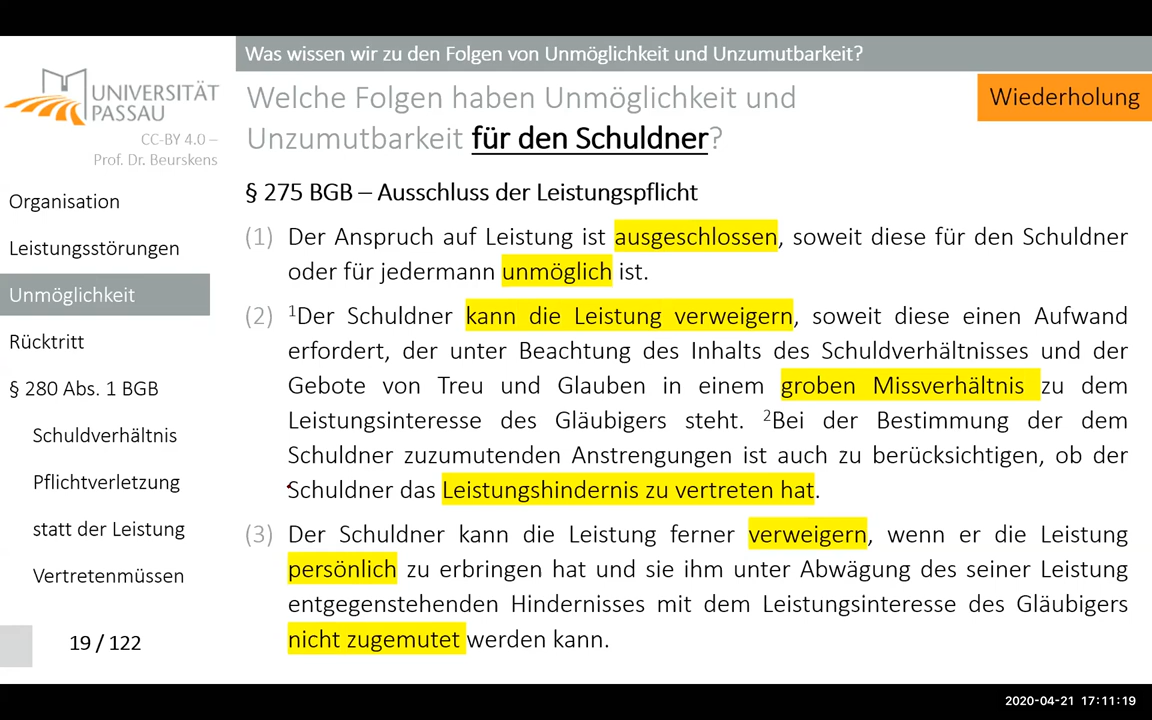 Was wissen wir zu den Folgen von Unmöglichkeit und Unzumutbarkeit?
UNIVERSITÄT
PASSAU
CC-BY 4.0 –
Prof. Dr. Beurskens
Organisation
Leistungsstörungen
Unmöglichkeit
Rücktritt
§ 280 Abs. 1 BGB
Schuldverhältnis
Pflichtverletzung
statt der Leistung
Vertretenmüssen
19 / 122
Welche Folgen haben Unmöglichkeit und
Unzumutbarkeit für den Schuldner?
Wiederholung
§ 275 BGB – Ausschluss der Leistungspflicht
(1) Der Anspruch auf Leistung ist ausgeschlossen, soweit diese für den Schuldner
oder für jedermann unmöglich ist.
(2) ¹Der Schuldner kann die Leistung verweigern, soweit diese einen Aufwand
erfordert, der unter Beachtung des Inhalts des Schuldverhältnisses und der
Gebote von Treu und Glauben in einem groben Missverhältnis zu dem
Leistungsinteresse des Gläubigers steht. ²Bei der Bestimmung der dem
Schuldner zuzumutenden Anstrengungen ist auch zu berücksichtigen, ob der
Schuldner das Leistungshindernis zu vertreten hat.
(3) Der Schuldner kann die Leistung ferner verweigern, wenn er die Leistung
persönlich zu erbringen hat und sie ihm unter Abwägung des seiner Leistung
entgegenstehenden Hindernisses mit dem Leistungsinteresse des Gläubigers
nicht zugemutet werden kann.
2020-04-21 17:11:19